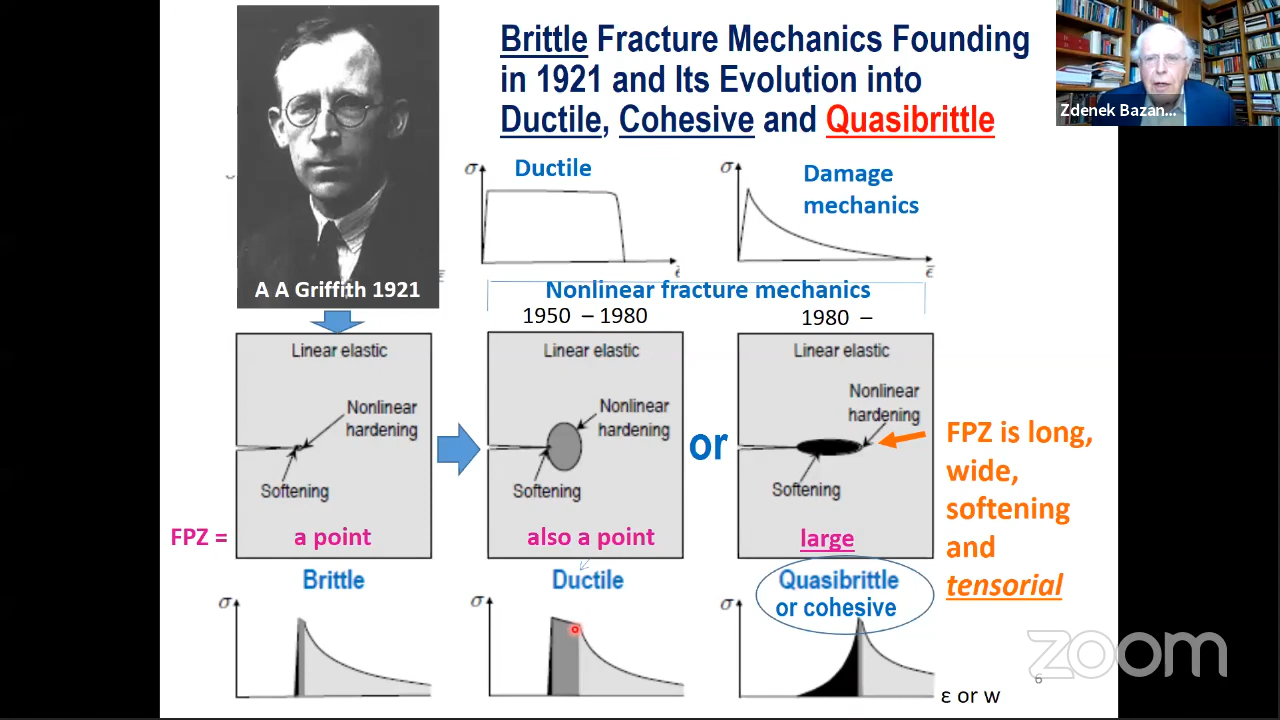 Brittle Fracture Mechanics Founding
in 1921 and Its Evolution into
Ductile, Cohesive and Quasibrittle
Zdenek Bazan...
A A Griffith 1921
σ
Ductile
σ
Damage
mechanics
ε̄
Nonlinear fracture mechanics
1950 – 1980
1980 –
Linear elastic
Nonlinear
hardening
Softening
FPZ =
a point
Linear elastic
Nonlinear
hardening
Softening
also a point
or
Linear elastic
Nonlinear
hardening
Softening
large
FPZ is long,
wide,
softening
and
tensorial
Brittle
Ductile
Quasibrittle
or cohesive
σ
σ
σ
ε or w
zoom
6